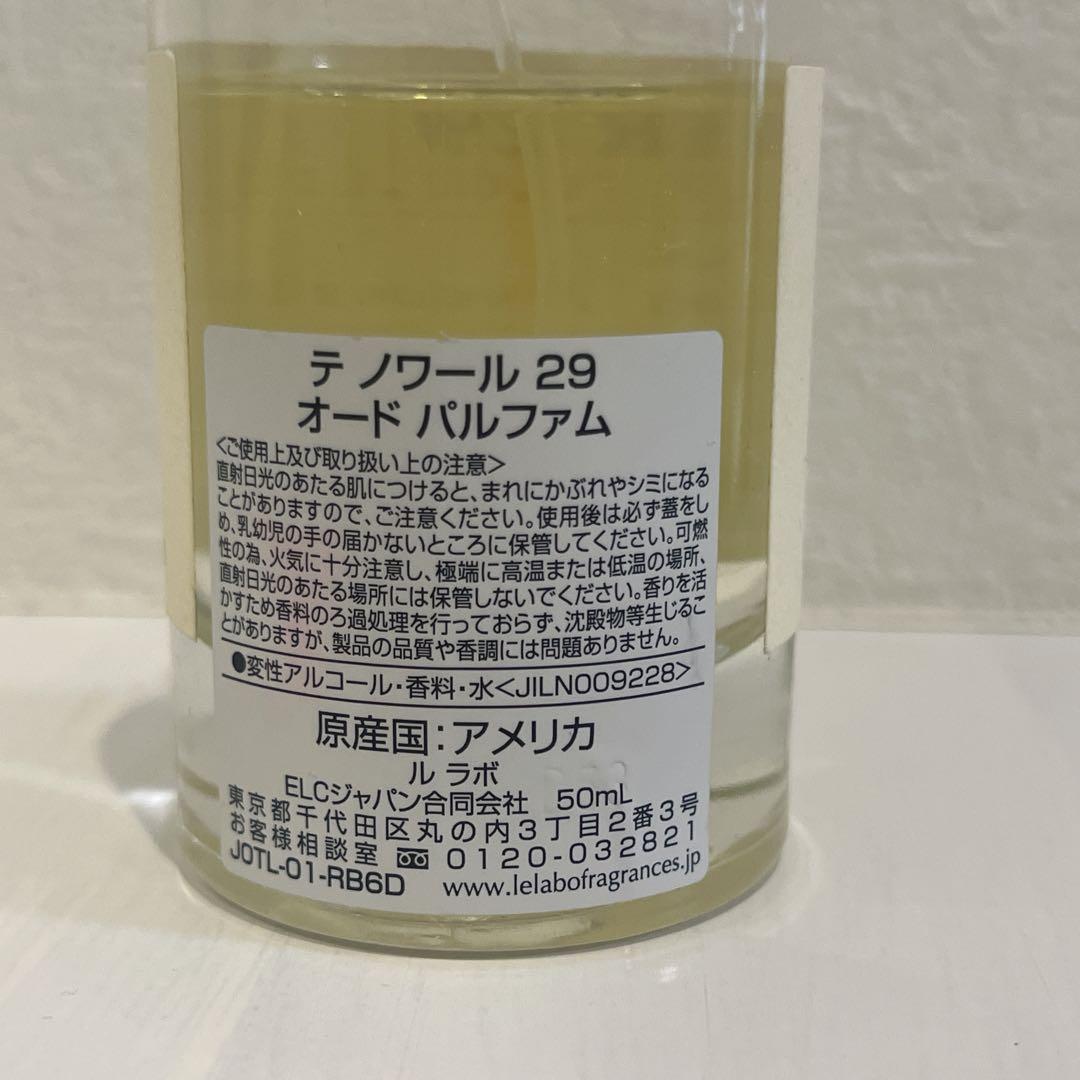 テ ノワール 29
オード パルファム
<ご使用上及び取り扱い上の注意>
直射日光のあたる肌につけると、まれにかぶれやシミになる
ことがありますので、ご注意ください。使用後は必ず蓋をし
め、乳幼児の手の届かないところに保管してください。可燃
性の為、火気に十分注意し、極端に高温または低温の場所、
直射日光のあたる場所には保管しないでください。香りを活
かすため香料のろ過処理を行っておらず、沈殿物等生じるこ
とがありますが、製品の品質や香調には問題ありません。
●変性アルコール・香料・水<JILN009228>
原産国:アメリカ
ル ラボ
ELCジャパン合同会社 50mL
東京都千代田区丸の内3丁目2番3号
お客様相談室 0120-032821
J0TL-01-RB6D www.lelabofragrances.jp